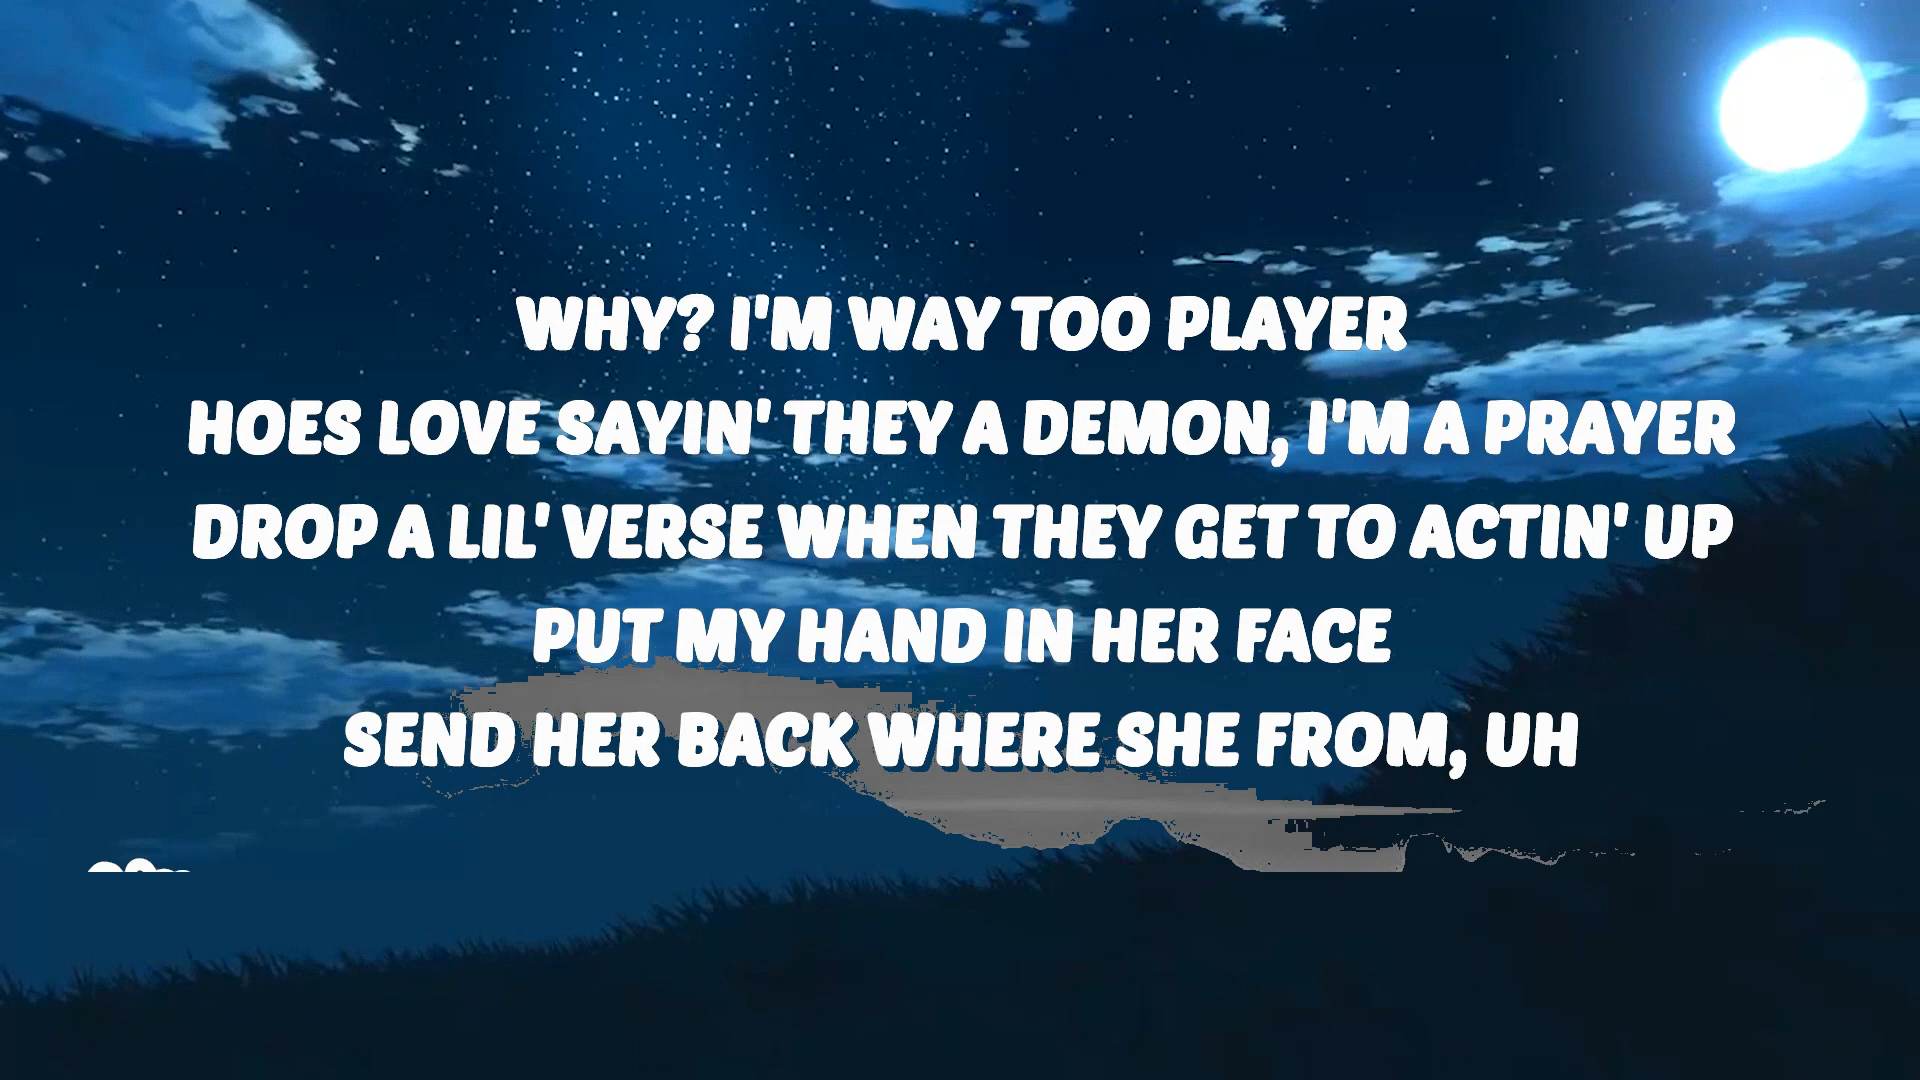 WHY? I'M WAY TOO PLAYER
HOES LOVE SAYIN' THEY A DEMON, I'M A PRAYER
DROP A LIL' VERSE WHEN THEY GET TO ACTIN' UP
PUT MY HAND IN HER FACE
SEND HER BACK WHERE SHE FROM, UH